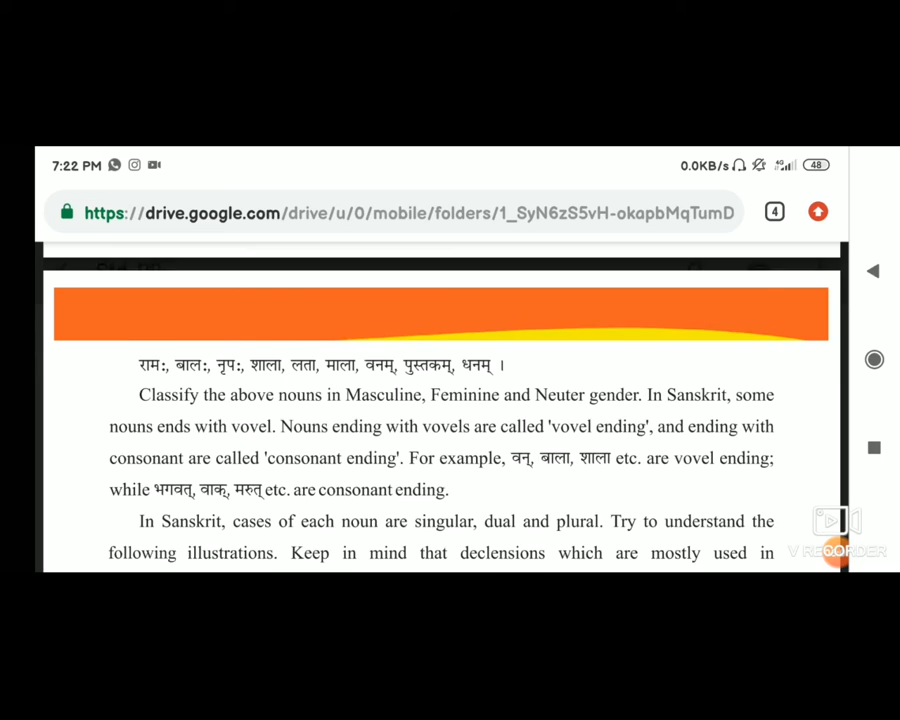 7:22 PM
0.0KB/s 4G 48
https://drive.google.com/drive/u/0/mobile/folders/1_SyN6zS5vH-okapbMqTumD 4
रामः, बालः, नृपः, शाला, लता, माला, वनम्, पुस्तकम्, धनम् ।
Classify the above nouns in Masculine, Feminine and Neuter gender. In Sanskrit, some
nouns ends with vovel. Nouns ending with vowels are called 'vovel ending', and ending with
consonant are called 'consonant ending'. For example, वन्, बाला, शाला etc. are vowel ending;
while भगवत्, वाक्, मरुत् etc. are consonant ending.
In Sanskrit, cases of each noun are singular, dual and plural. Try to understand the
following illustrations. Keep in mind that declensions which are mostly used in
V RECORDER